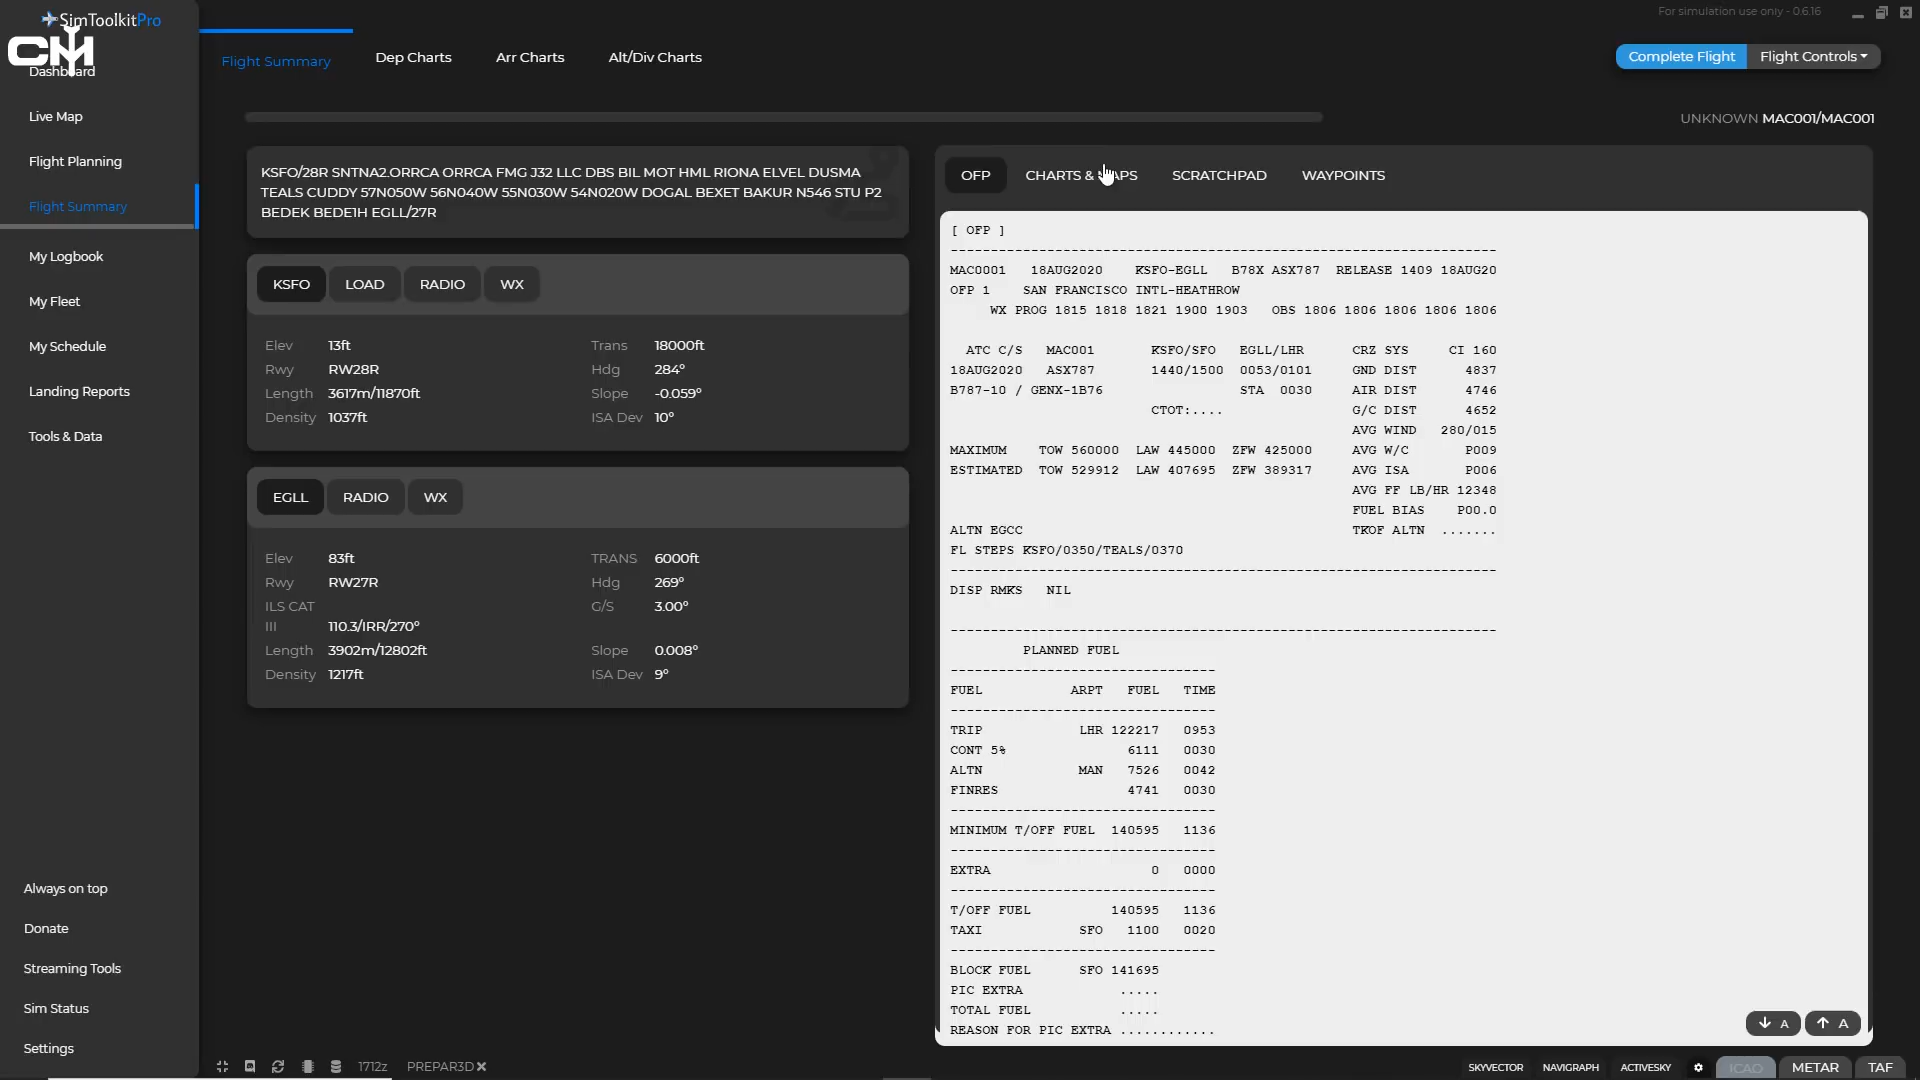 SimToolkitPro
For simulation use only - 0.6.16
CM
Dashboard
Live Map
Flight Planning
Flight Summary
My Logbook
My Fleet
My Schedule
Landing Reports
Tools & Data
Always on top
Donate
Streaming Tools
Sim Status
Settings
Flight Summary Dep Charts Arr Charts Alt/Div Charts
Complete Flight Flight Controls
UNKNOWN MAC001/MAC001
KSFO/28R SNTNA2.ORRCA ORRCA FMG J32 LLC DBS BIL MOT HML RIONA ELVEL DUSMA
TEALS CUDDY 57N050W 56N040W 55N030W 54N020W DOGAL BEXET BAKUR N546 STU P2
BEDEK BEDE1H EGLL/27R
KSFO LOAD RADIO WX
Elev 13ft Trans 18000ft
Rwy RW28R Hdg 284º
Length 3617m/11870ft Slope -0.059º
Density 1037ft ISA Dev 10º
EGLL RADIO WX
Elev 83ft TRANS 6000ft
Rwy RW27R Hdg 269º
ILS CAT G/S 3.00º
III 110.3/IRR/270º
Length 3902m/12802ft Slope 0.008º
Density 1217ft ISA Dev 9º
OFP CHARTS & APS SCRATCHPAD WAYPOINTS
[ OFP ]
--------------------------------------------------------------------
MAC0001 18AUG2020 KSFO-EGLL B78X ASX787 RELEASE 1409 18AUG20
OFP 1 SAN FRANCISCO INTL-HEATHROW
WX PROG 1815 1818 1821 1900 1903 OBS 1806 1806 1806 1806 1806
ATC C/S MAC001 KSFO/SFO EGLL/LHR CRZ SYS CI 160
18AUG2020 ASX787 1440/1500 0053/0101 GND DIST 4837
B787-10 / GENX-1B76 STA 0030 AIR DIST 4746
CTOT:.... G/C DIST 4652
AVG WIND 280/015
MAXIMUM TOW 560000 LAW 445000 ZFW 425000 AVG W/C P009
ESTIMATED TOW 529912 LAW 407695 ZFW 389317 AVG ISA P006
AVG FF LB/HR 12348
FUEL BIAS P00.0
ALTN EGCC TKOF ALTN .......
FL STEPS KSFO/0350/TEALS/0370
--------------------------------------------------------------------
DISP RMKS NIL
--------------------------------------------------------------------
PLANNED FUEL
---------------------------------
FUEL ARPT FUEL TIME
---------------------------------
TRIP LHR 122217 0953
CONT 5% 6111 0030
ALTN MAN 7526 0042
FINRES 4741 0030
---------------------------------
MINIMUM T/OFF FUEL 140595 1136
---------------------------------
EXTRA 0 0000
---------------------------------
T/OFF FUEL 140595 1136
TAXI SFO 1100 0020
---------------------------------
BLOCK FUEL SFO 141695
PIC EXTRA .....
TOTAL FUEL .....
REASON FOR PIC EXTRA ............
A A
1712z PREPAR3D
SKYVECTOR NAVIGRAPH ACTIVESKY ICAO METAR TAF